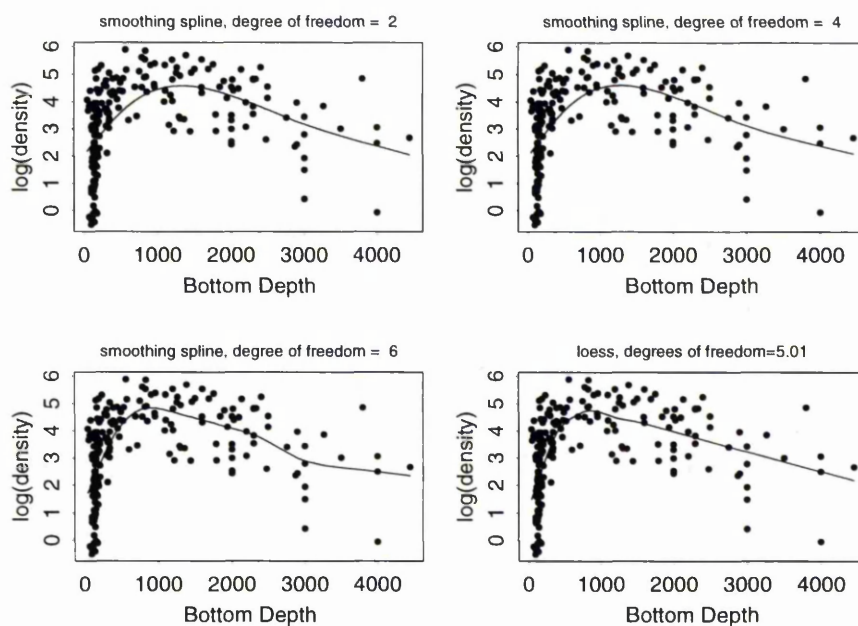 smoothing spline, degree of freedom = 2
log(density)
6
5
4
3
2
1
0
0 1000 2000 3000 4000
Bottom Depth
smoothing spline, degree of freedom = 4
log(density)
6
5
4
3
2
1
0
0 1000 2000 3000 4000
Bottom Depth
smoothing spline, degree of freedom = 6
log(density)
6
5
4
3
2
1
0
0 1000 2000 3000 4000
Bottom Depth
loess, degrees of freedom=5.01
log(density)
6
5
4
3
2
1
0
0 1000 2000 3000 4000
Bottom Depth